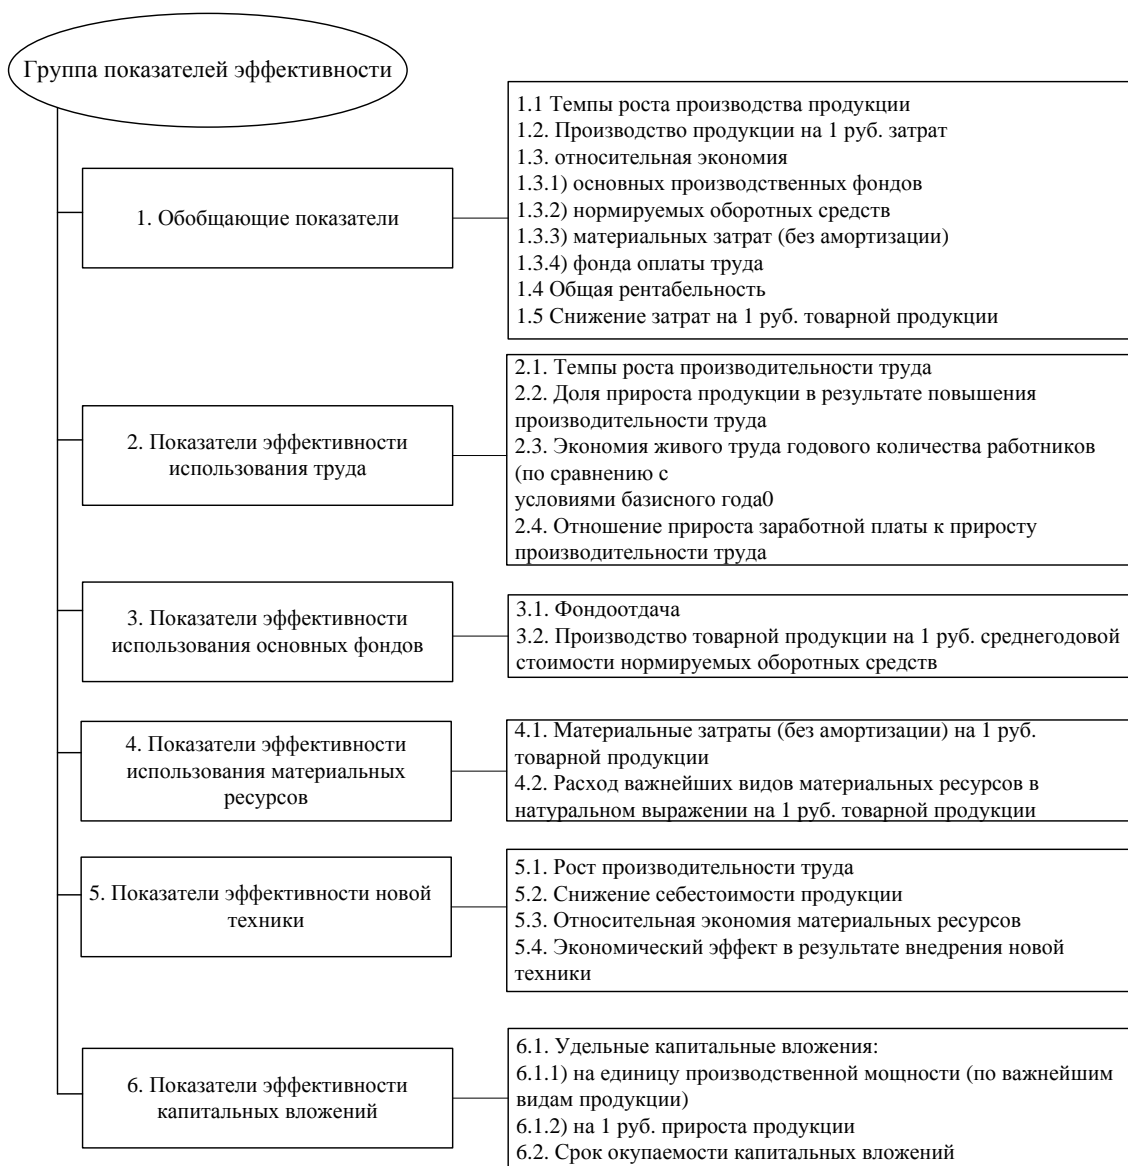 Группа показателей эффективности
1. Обобщающие показатели
1.1 Темпы роста производства продукции
1.2. Производство продукции на 1 руб. затрат
1.3. относительная экономия
1.3.1) основных производственных фондов
1.3.2) нормируемых оборотных средств
1.3.3) материальных затрат (без амортизации)
1.3.4) фонда оплаты труда
1.4 Общая рентабельность
1.5 Снижение затрат на 1 руб. товарной продукции
2. Показатели эффективности
использования труда
2.1. Темпы роста производительности труда
2.2. Доля прироста продукции в результате повышения
производительности труда
2.3. Экономия живого труда годового количества работников
(по сравнению с
условиями базисного года0
2.4. Отношение прироста заработной платы к приросту
производительности труда
3. Показатели эффективности
использования основных фондов
3.1. Фондоотдача
3.2. Производство товарной продукции на 1 руб. среднегодовой
стоимости нормируемых оборотных средств
4. Показатели эффективности
использования материальных
ресурсов
4.1. Материальные затраты (без амортизации) на 1 руб.
товарной продукции
4.2. Расход важнейших видов материальных ресурсов в
натуральном выражении на 1 руб. товарной продукции
5. Показатели эффективности новой
техники
5.1. Рост производительности труда
5.2. Снижение себестоимости продукции
5.3. Относительная экономия материальных ресурсов
5.4. Экономический эффект в результате внедрения новой
техники
6. Показатели эффективности
капитальных вложений
6.1. Удельные капитальные вложения:
6.1.1) на единицу производственной мощности (по важнейшим
видам продукции)
6.1.2) на 1 руб. прироста продукции
6.2. Срок окупаемости капитальных вложений